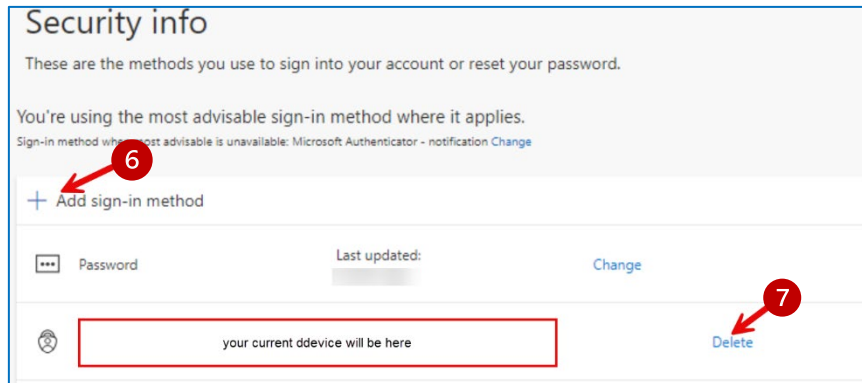 Security info
These are the methods you use to sign into your account or reset your password.
You're using the most advisable sign-in method where it applies.
Sign-in method when most advisable is unavailable: Microsoft Authenticator - notification Change
6
+ Add sign-in method
Password Last updated: Change
7
your current ddevice will be here Delete